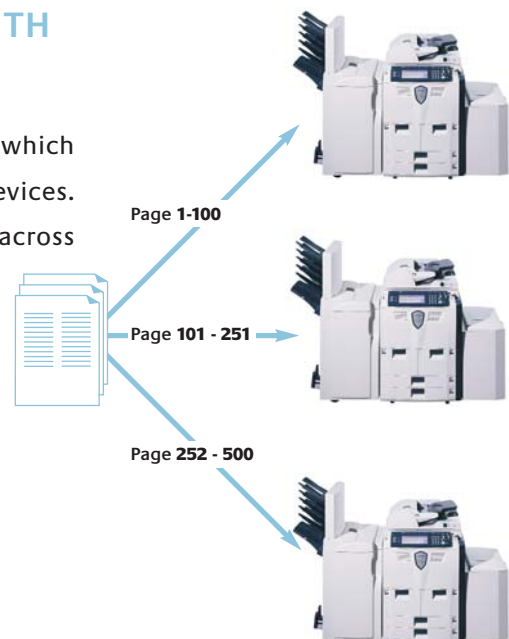 TH
which
evices.
across
Page 1-100
Page 101 - 251
Page 252 - 500